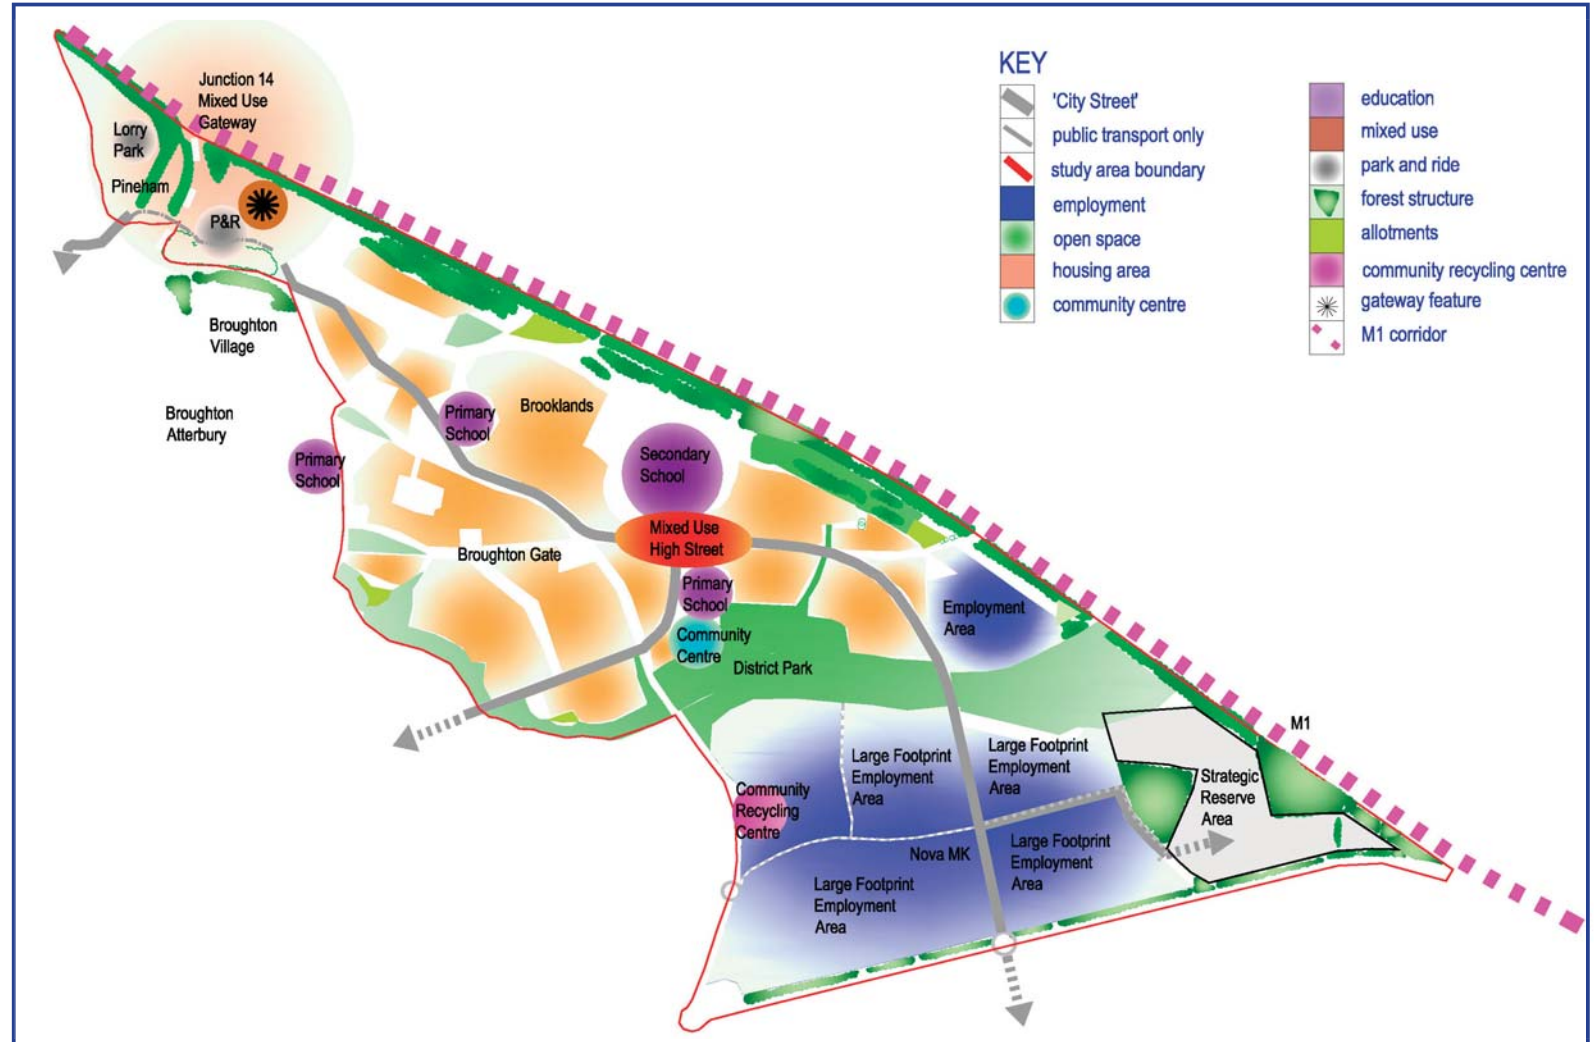 Junction 14
Mixed Use
Gateway
Lorry
Park
Pineham
P&R
Broughton
Village
Broughton
Atterbury
Primary
School
Primary
School
Brooklands
Secondary
School
Mixed Use
High Street
Broughton Gate
Primary
School
Community
Centre
District Park
Employment
Area
Large Footprint
Employment
Area
Large Footprint
Employment
Area
Community
Recycling
Centre
Nova MK
Large Footprint
Employment
Area
Large Footprint
Employment
Area
Strategic
Reserve
Area
M1
KEY
'City Street'
public transport only
study area boundary
employment
open space
housing area
community centre
education
mixed use
park and ride
forest structure
allotments
community recycling centre
gateway feature
M1 corridor